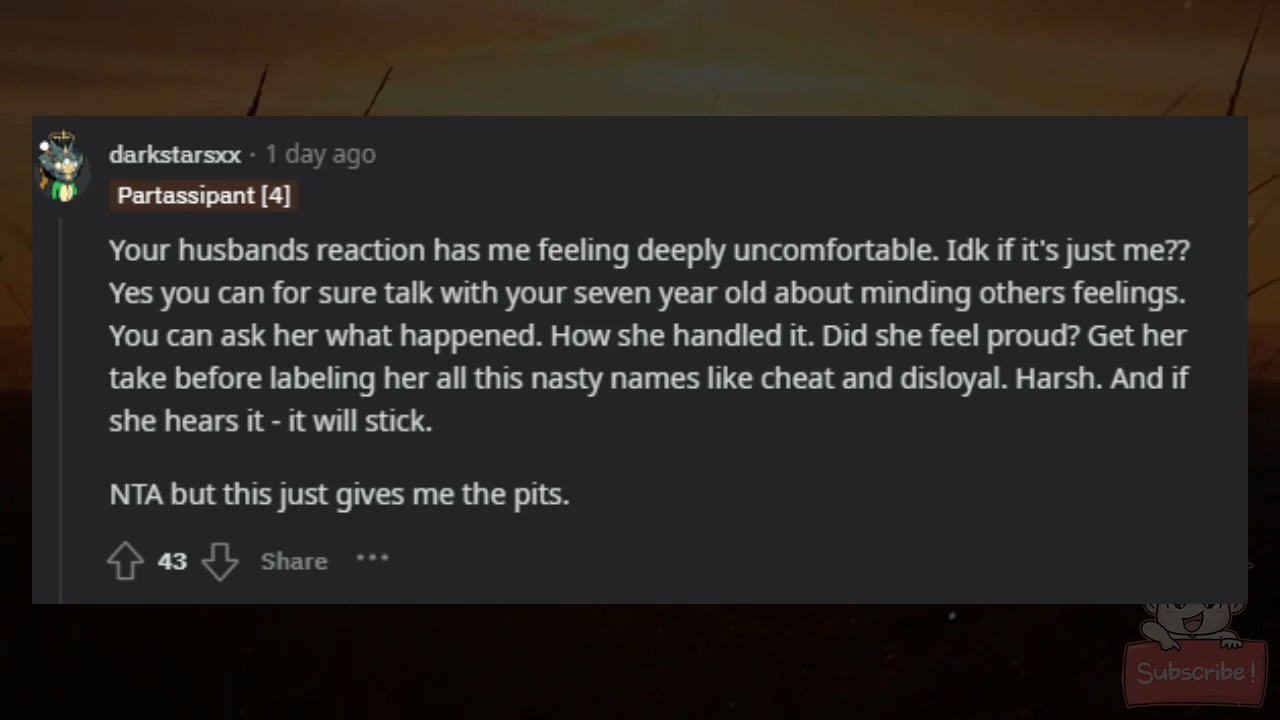 darkstarsxx · 1 day ago
Partassipant [4]
Your husbands reaction has me feeling deeply uncomfortable. Idk if it's just me??
Yes you can for sure talk with your seven year old about minding others feelings.
You can ask her what happened. How she handled it. Did she feel proud? Get her
take before labeling her all this nasty names like cheat and disloyal. Harsh. And if
she hears it - it will stick.
NTA but this just gives me the pits.
43 Share ...
Subscribe!